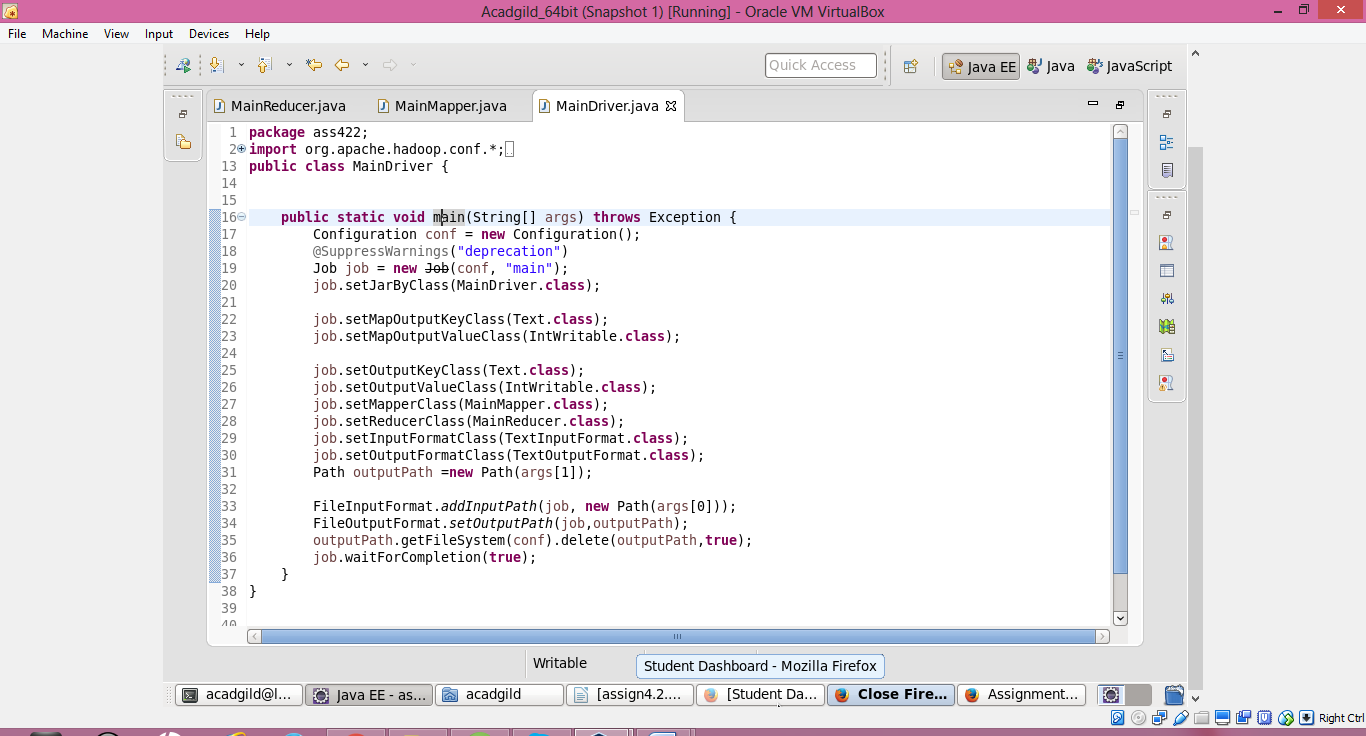 Acadgild_64bit (Snapshot 1) [Running] - Oracle VM VirtualBox
File Machine View Input Devices Help
Quick Access Java EE Java JavaScript
MainReducer.java MainMapper.java MainDriver.java
1 package ass422;
2 import org.apache.hadoop.conf.*;
13 public class MainDriver {
14
15
16 public static void main(String[] args) throws Exception {
17 Configuration conf = new Configuration();
18 @SuppressWarnings("deprecation")
19 Job job = new Job(conf, "main");
20 job.setJarByClass(MainDriver.class);
21
22 job.setMapOutputKeyClass(Text.class);
23 job.setMapOutputValueClass(IntWritable.class);
24
25 job.setOutputKeyClass(Text.class);
26 job.setOutputValueClass(IntWritable.class);
27 job.setMapperClass(MainMapper.class);
28 job.setReducerClass(MainReducer.class);
29 job.setInputFormatClass(TextInputFormat.class);
30 job.setOutputFormatClass(TextOutputFormat.class);
31 Path outputPath =new Path(args[1]);
32
33 FileInputFormat.addInputPath(job, new Path(args[0]));
34 FileOutputFormat.setOutputPath(job,outputPath);
35 outputPath.getFileSystem(conf).delete(outputPath,true);
36 job.waitForCompletion(true);
37 }
38 }
39
40
Writable Student Dashboard - Mozilla Firefox
acadgild@l... Java EE - as... acadgild [assign4.2.... [Student Da... Close Fire... Assignment...
Right Ctrl